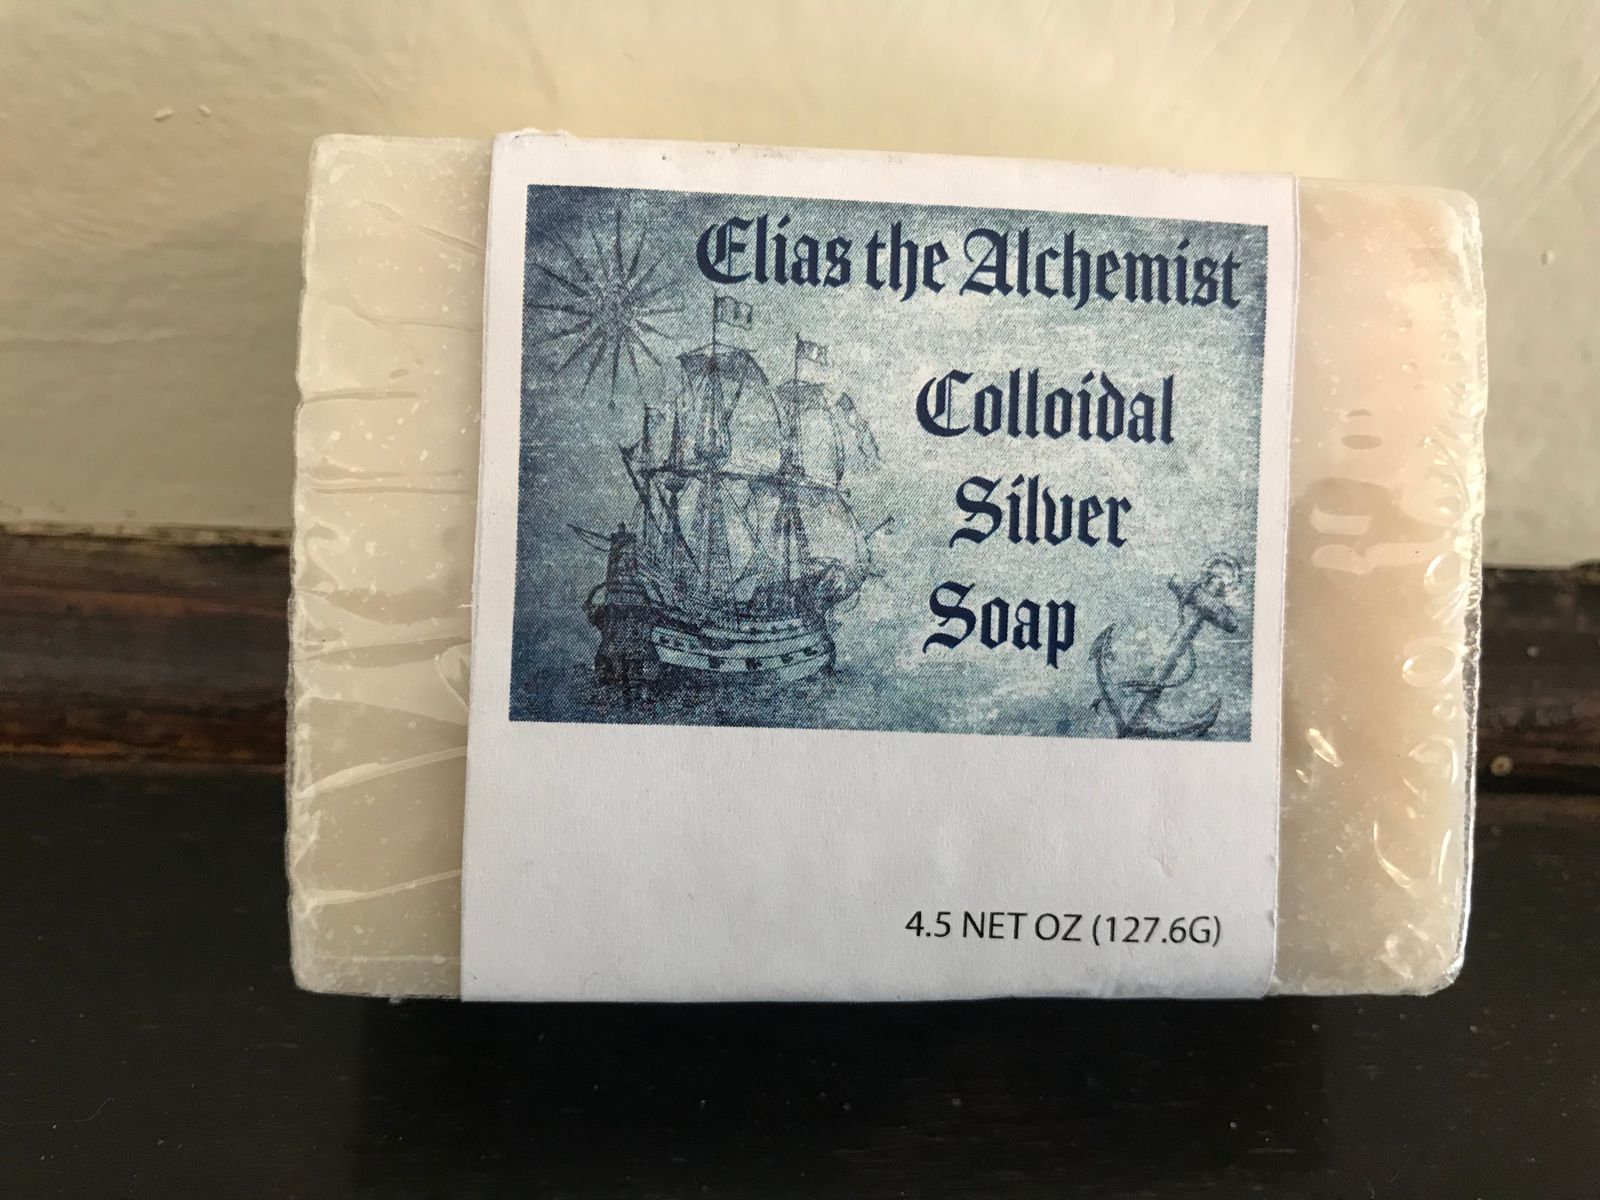 Elias the Alchemist
Colloidal
Silver
Soap
4.5 NET OZ (127.6G)